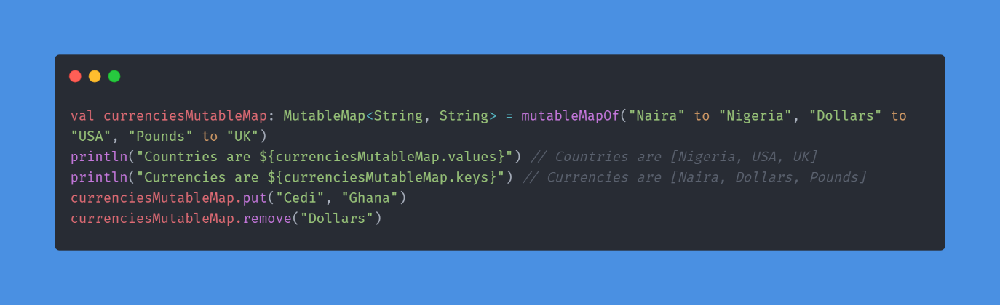 val currenciesMutableMap: MutableMap<String, String> = mutableMapOf("Naira" to "Nigeria", "Dollars" to
"USA", "Pounds" to "UK")
println("Countries are ${currenciesMutableMap.values}") // Countries are [Nigeria, USA, UK]
println("Currencies are ${currenciesMutableMap.keys}") // Currencies are [Naira, Dollars, Pounds]
currenciesMutableMap.put("Cedi", "Ghana")
currenciesMutableMap.remove("Dollars")